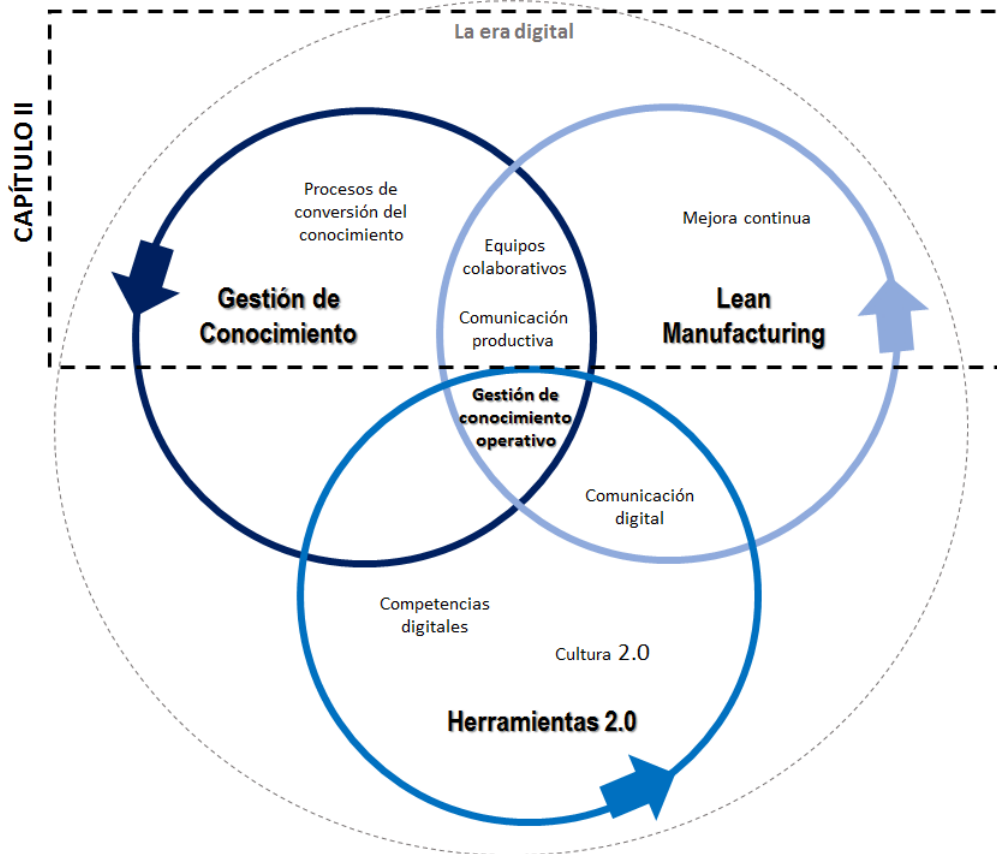 La era digital
CAPÍTULO II
Procesos de
conversión del
conocimiento
Equipos
colaborativos
Mejora continua
Gestión de
Conocimiento
Comunicación
productiva
Lean
Manufacturing
Gestión de
conocimiento
operativo
Comunicación
digital
Competencias
digitales
Cultura 2.0
Herramientas 2.0